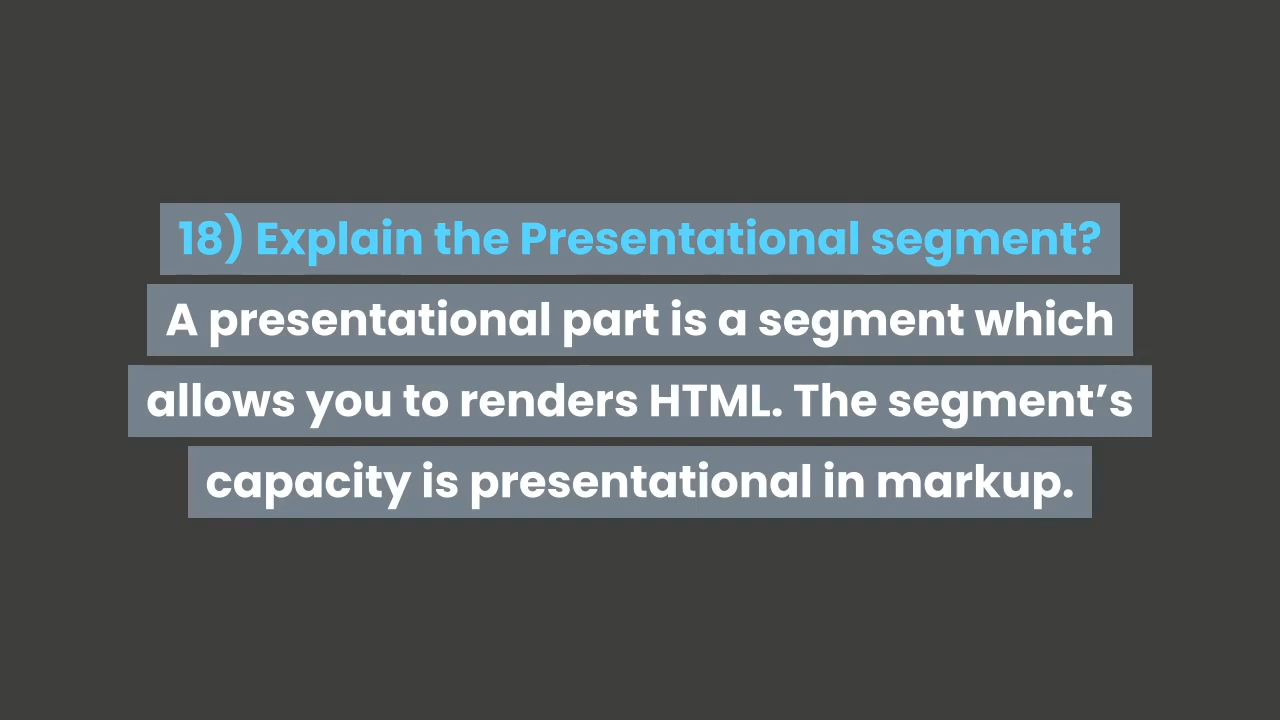 18) Explain the Presentational segment?
A presentational part is a segment which
allows you to renders HTML. The segment’s
capacity is presentational in markup.